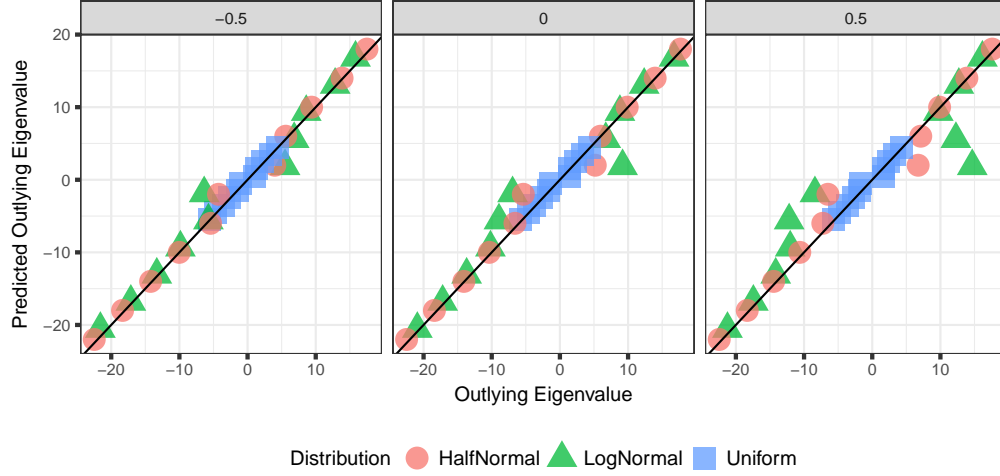 −0.5 0 0.5
Predicted Outlying Eigenvalue
20
10
0
−10
−20
−20 −10 0 10 −20 −10 0 10 −20 −10 0 10
Outlying Eigenvalue
Distribution HalfNormal LogNormal Uniform